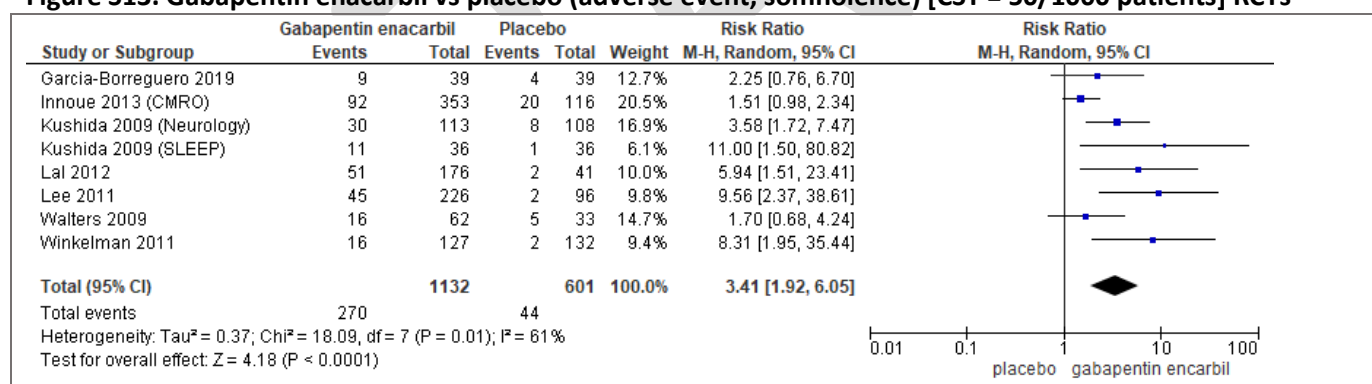 Figure S13. Gabapentin enacarbil vs placebo (adverse event, somnolence) [CST = 50/1000 patients] RCTs
Gabapentin enacarbil Placebo Risk Ratio Risk Ratio
Study or Subgroup Events Total Events Total Weight M-H, Random, 95% CI M-H, Random, 95% CI
Garcia-Borreguero 2019 9 39 4 39 12.7% 2.25 [0.76, 6.70]
Innoue 2013 (CMRO) 92 353 20 116 20.5% 1.51 [0.98, 2.34]
Kushida 2009 (Neurology) 30 113 8 108 16.9% 3.58 [1.72, 7.47]
Kushida 2009 (SLEEP) 11 36 1 36 6.1% 11.00 [1.50, 80.82]
Lal 2012 51 176 2 41 10.0% 5.94 [1.51, 23.41]
Lee 2011 45 226 2 96 9.8% 9.56 [2.37, 38.61]
Walters 2009 16 62 5 33 14.7% 1.70 [0.68, 4.24]
Winkelman 2011 16 127 2 132 9.4% 8.31 [1.95, 35.44]
Total (95% CI) 1132 601 100.0% 3.41 [1.92, 6.05]
Total events 270 44
Heterogeneity: Tau² = 0.37; Chi² = 18.09, df = 7 (P = 0.01); I² = 61%
Test for overall effect: Z = 4.18 (P < 0.0001)
0.01 0.1 1 10 100
placebo gabapentin encarbil